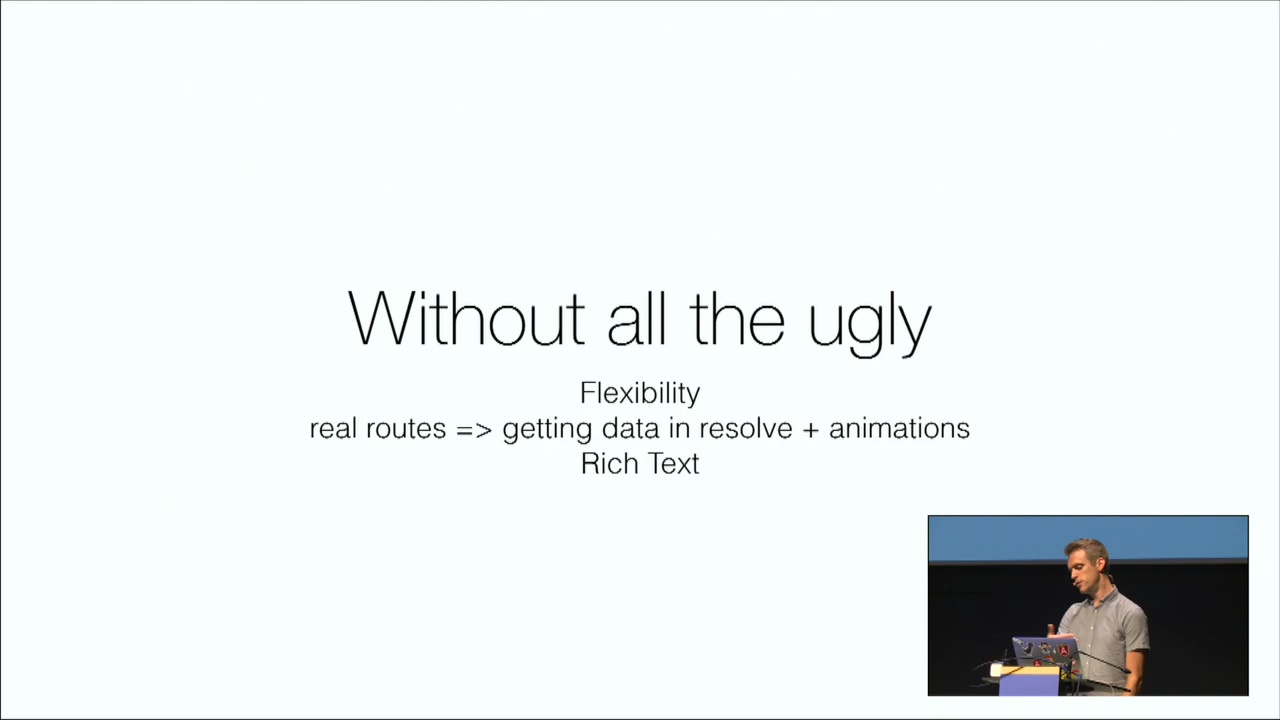 Without all the ugly
Flexibility
real routes => getting data in resolve + animations
Rich Text